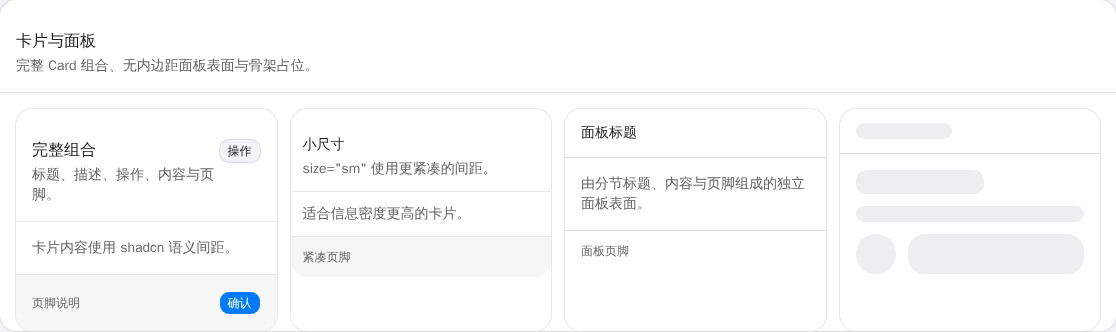 卡片与面板
完整 Card 组合、无内边距面板表面与骨架占位。
完整组合
操作
标题、描述、操作、内容与页
脚。
卡片内容使用 shadcn 语义间距。
页脚说明
确认
小尺寸
size="sm" 使用更紧凑的间距。
适合信息密度更高的卡片。
紧凑页脚
面板标题
由分节标题、内容与页脚组成的独立
面板表面。
面板页脚